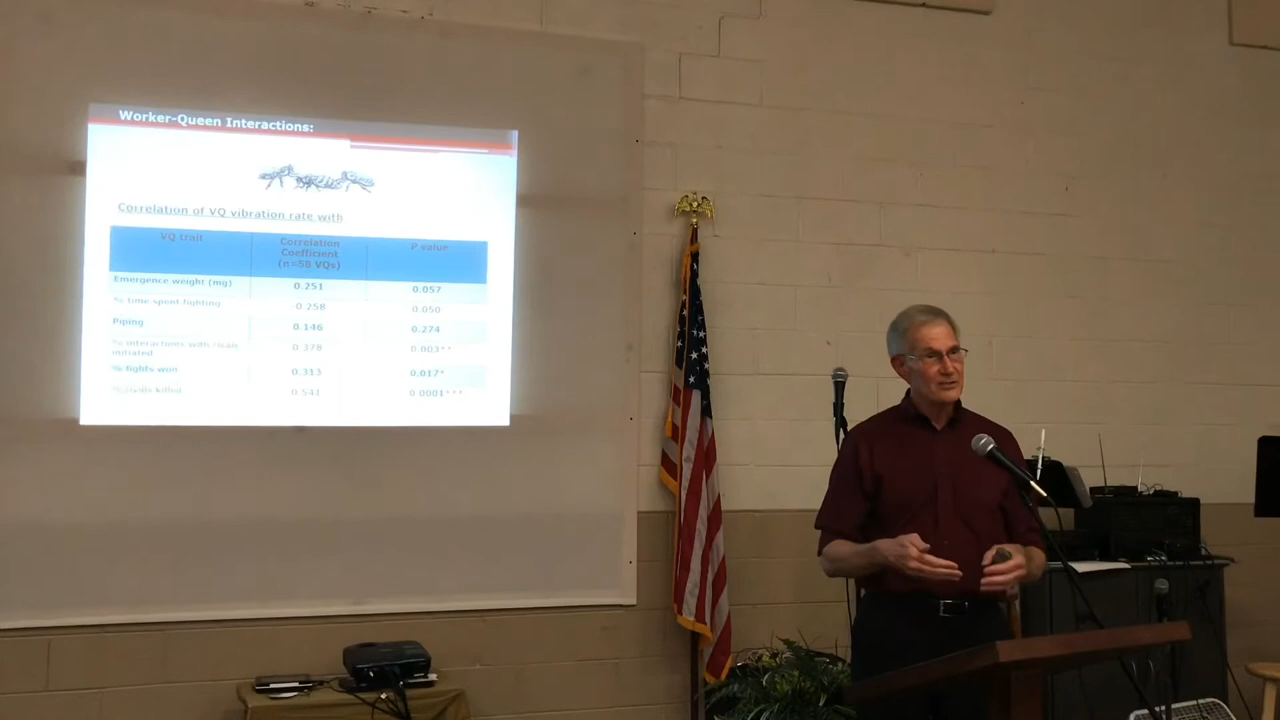 Worker-Queen Interactions:
Correlation of VQ vibration rate with
VQ trait
Correlation
Coefficient
(n=58 VQs)
P value
Emergence weight (mg)
0.251
0.057
% time spent fighting
-0.258
0.050
Piping
0.146
0.274
% interactions with rivals
initiated
0.378
0.003**
% fights won
0.313
0.017*
% rivals killed
0.541
0.0001***